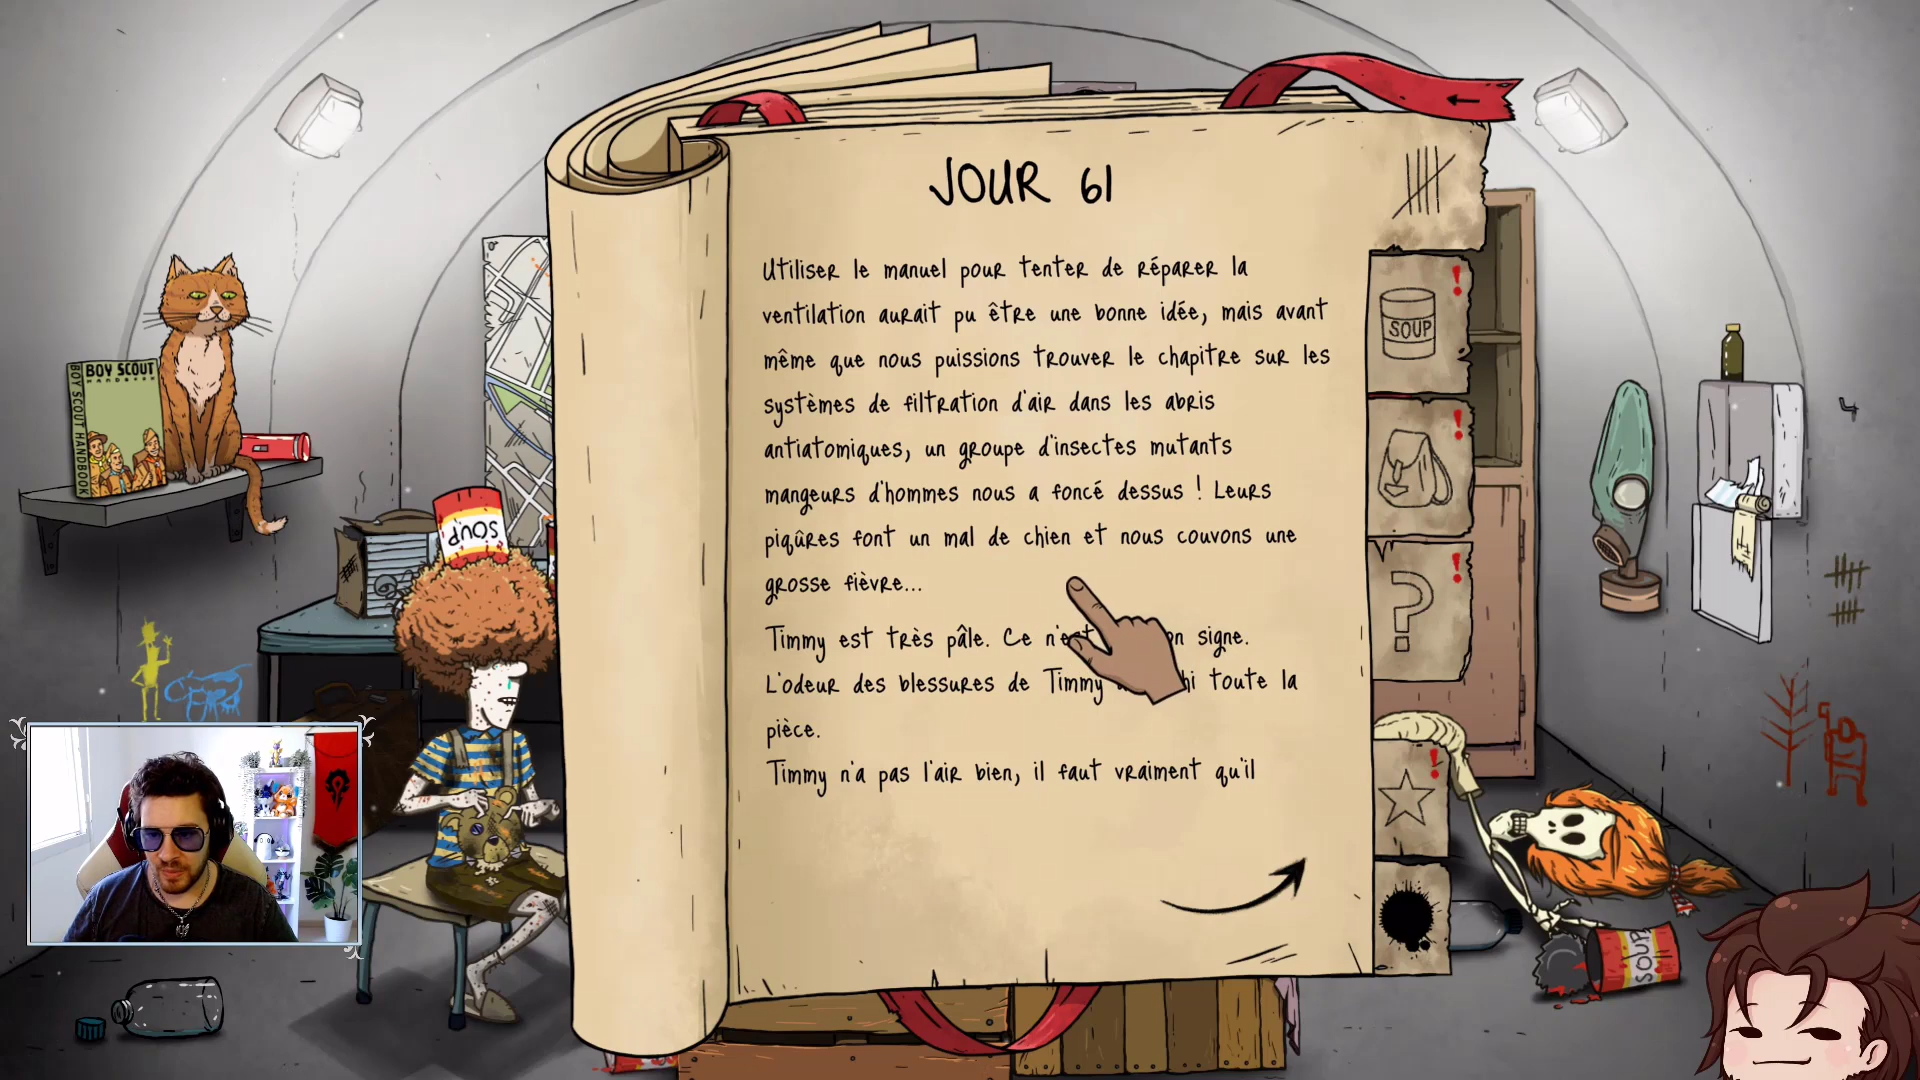 JOUR 61
Utiliser le manuel pour tenter de réparer la
ventilation aurait pu être une bonne idée, mais avant
même que nous puissions trouver le chapitre sur les
systèmes de filtration d'air dans les abris
antiatomiques, un groupe d'insectes mutants
mangeurs d'hommes nous a foncé dessus ! Leurs
piqûres font un mal de chien et nous couvons une
grosse fièvre...
Timmy est très pâle. Ce signe.
L'odeur des blessures de Timmy toute la
pièce.
Timmy n'a pas l'air bien, il faut vraiment qu'il
SOUP
BOY SCOUT
HANDBOOK
BOY SCOUT HANDBOOK
SOUP
SOUP